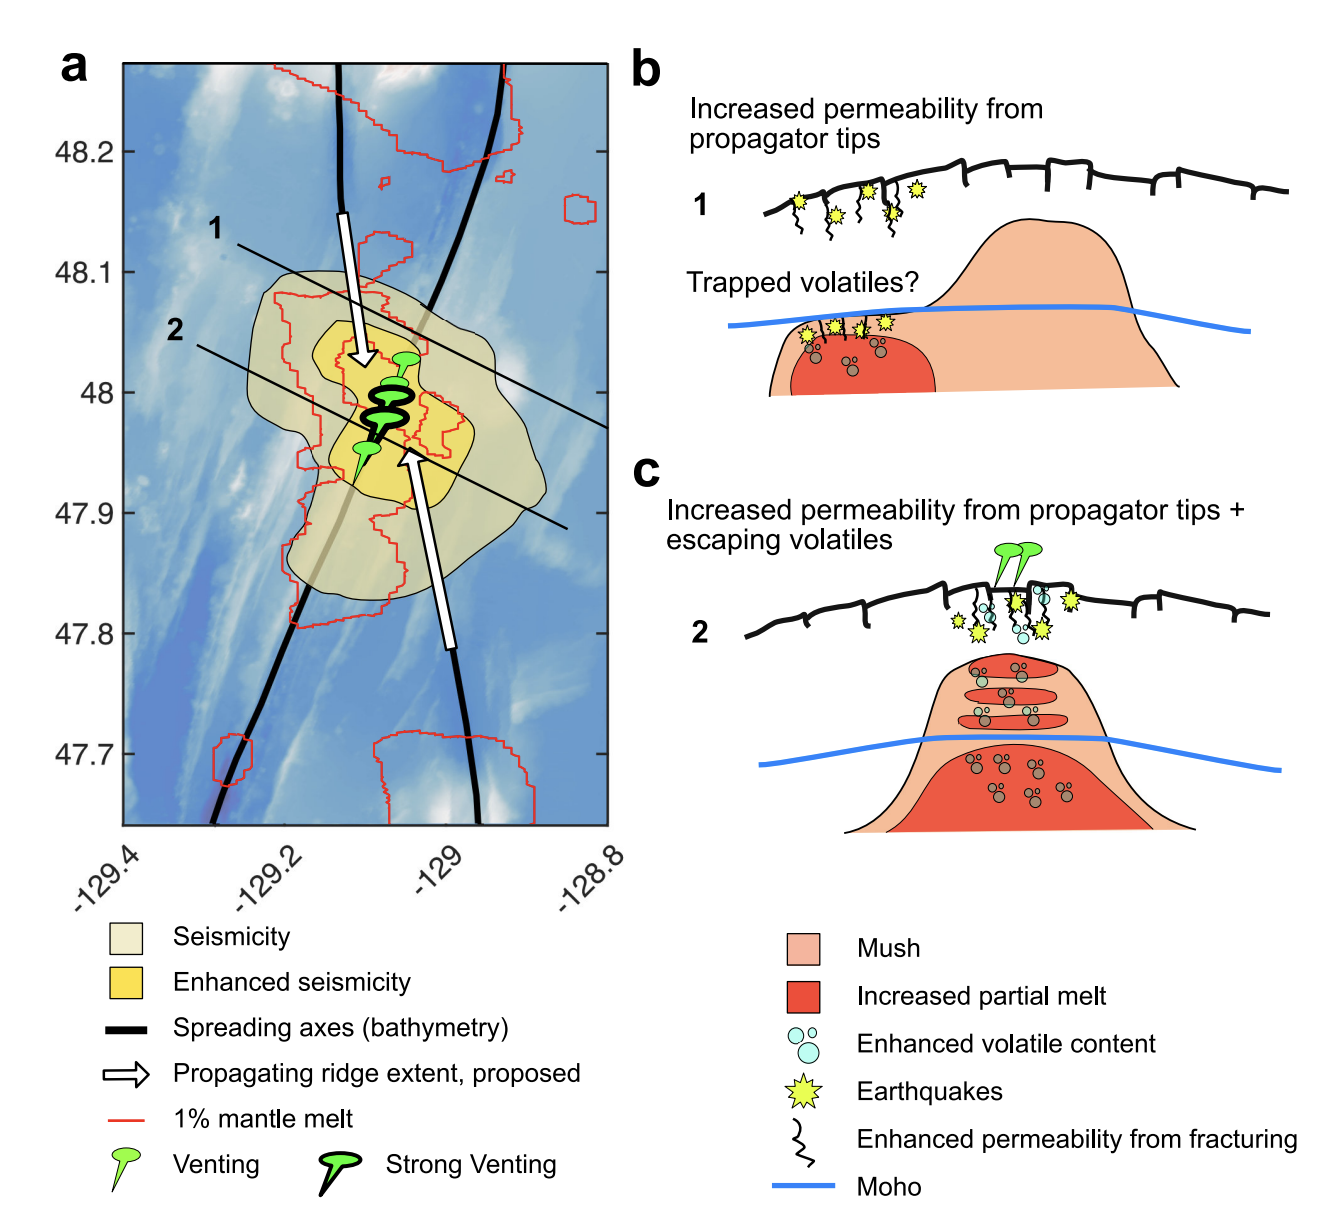 a
48.2
48.1
48
47.9
47.8
47.7
1
2
-129.4
-129.2
-129
-128.8
Seismicity
Enhanced seismicity
Spreading axes (bathymetry)
Propagating ridge extent, proposed
1% mantle melt
Venting
Strong Venting
b
Increased permeability from
propagator tips
1
Trapped volatiles?
c
Increased permeability from propagator tips +
escaping volatiles
2
Mush
Increased partial melt
Enhanced volatile content
Earthquakes
Enhanced permeability from fracturing
Moho